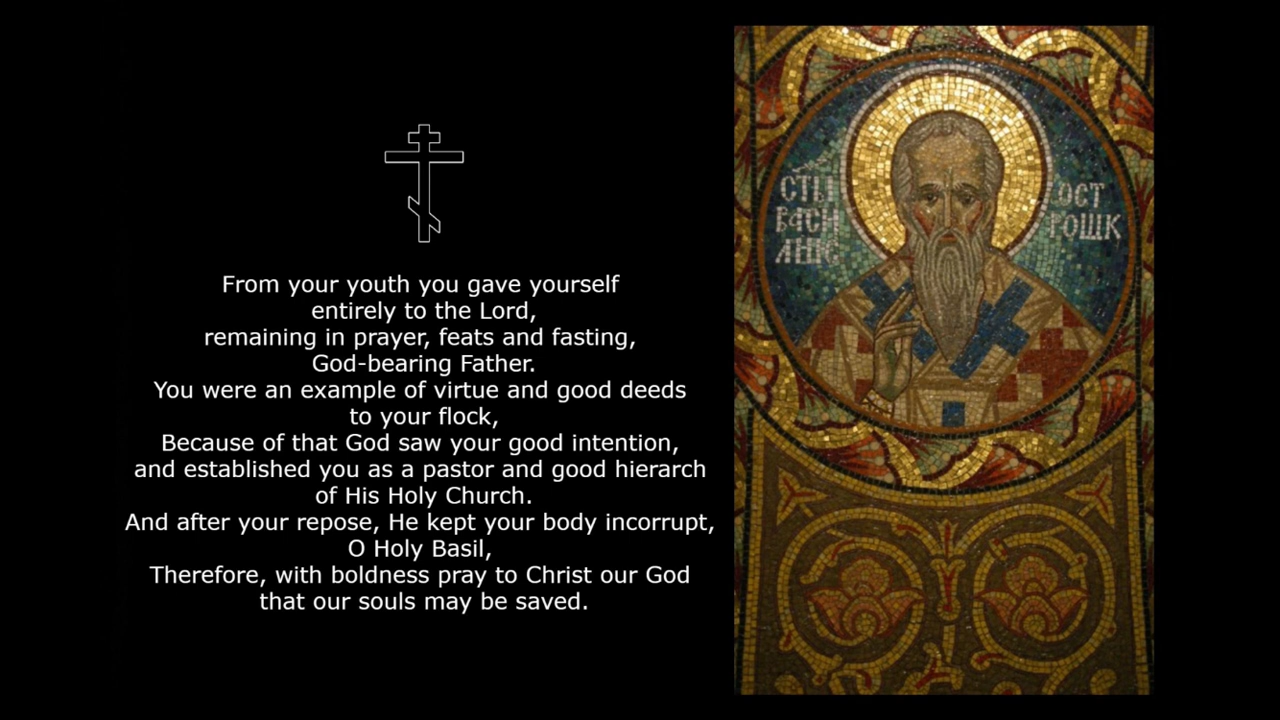 From your youth you gave yourself
entirely to the Lord,
remaining in prayer, feats and fasting,
God-bearing Father.
You were an example of virtue and good deeds
to your flock,
Because of that God saw your good intention,
and established you as a pastor and good hierarch
of His Holy Church.
And after your repose, He kept your body incorrupt,
O Holy Basil,
Therefore, with boldness pray to Christ our God
that our souls may be saved.
ОСТ
РОШК